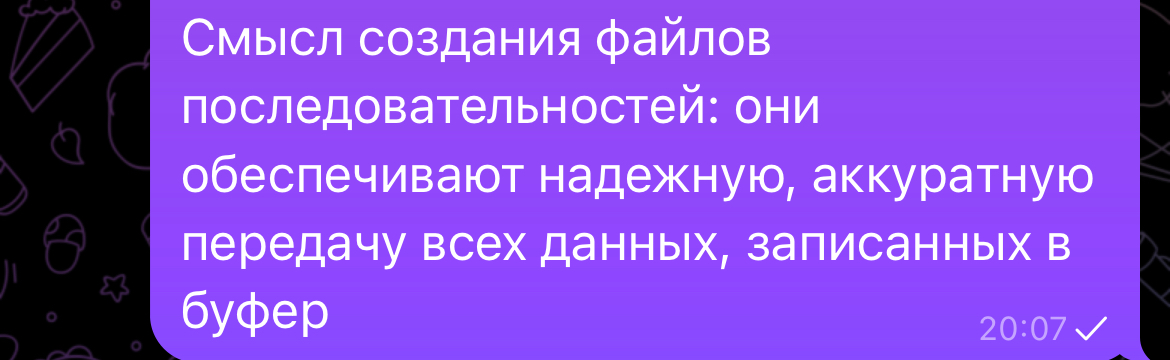 Смысл создания файлов
последовательностей: они
обеспечивают надежную, аккуратную
передачу всех данных, записанных в
буфер
20:07